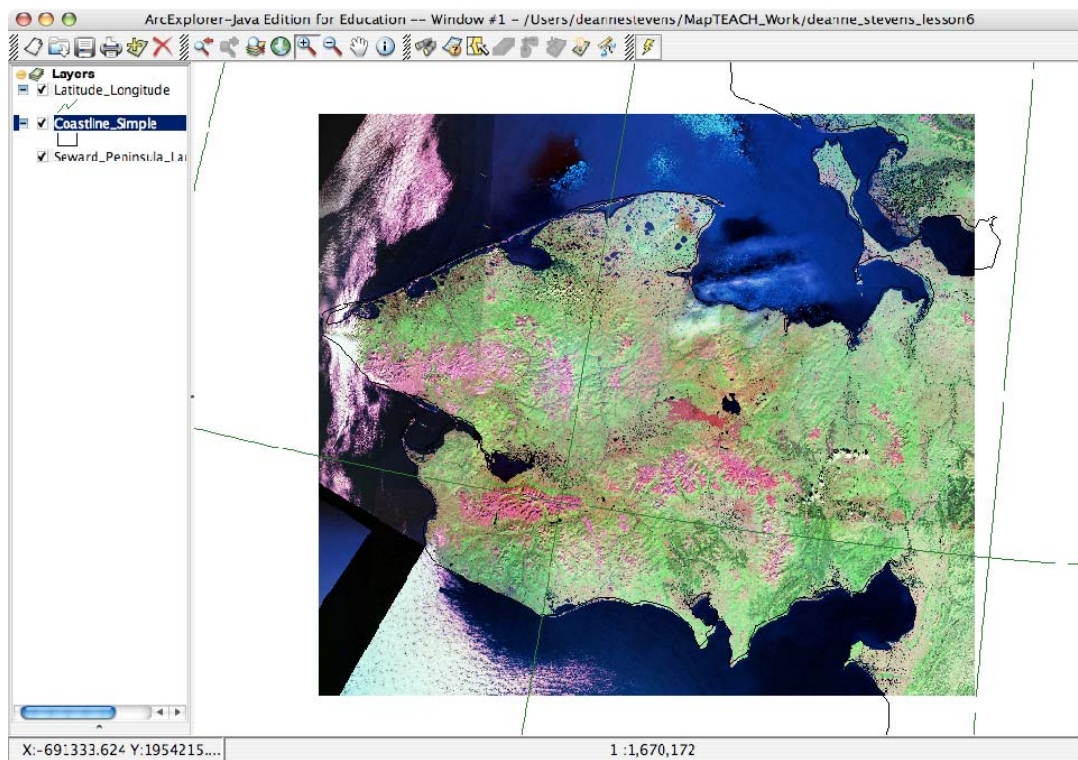 ArcExplorer-Java Edition for Education -- Window #1 - /Users/deannestevens/MapTEACH_Work/deanne_stevens_lesson6
Layers
Latitude_Longitude
Coastline_Simple
Seward_Peninsula_La
X:-691333.624 Y:1954215....
1 :1,670,172